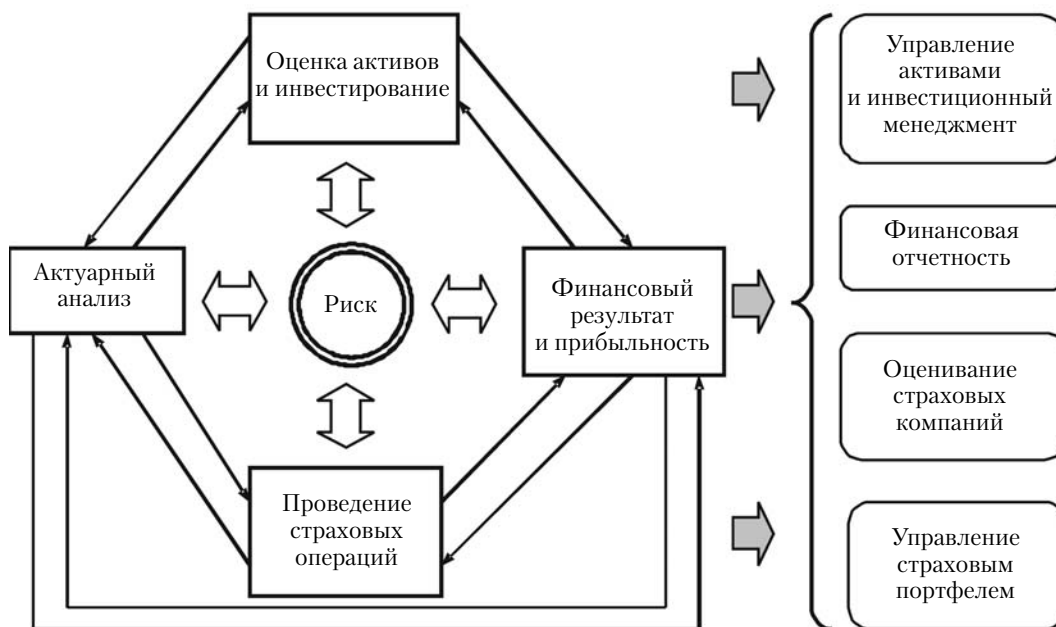 Оценка активов
и инвестирование
Актуарный
анализ
Риск
Финансовый
результат
и прибыльность
Проведение
страховых
операций
Управление
активами
и инвестиционный
менеджмент
Финансовая
отчетность
Оценивание
страховых
компаний
Управление
страховым
портфелем